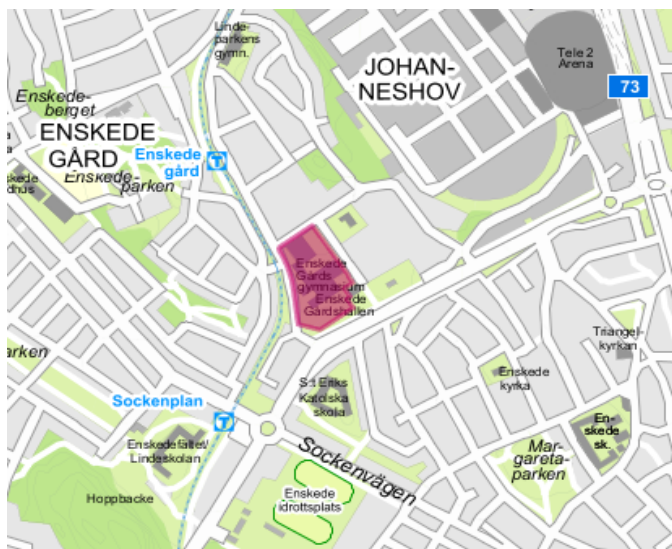 Linde-
parkens
gymn.
JOHAN-
NESHOV
Tele 2
Arena
73
Enskede-
berget
ENSKEDE
GÅRD
Enskede
gård
T
Enskede-
parken
Enskede
Gårds
gymnasium
Enskede
Gårdshallen
Triangel-
kyrkan
Enskede
kyrka
S:t Eriks
Katolska
skola
Sockenplan
T
En-
skede
sk.
Mar-
gareta-
parken
Enskedefältet/
Lindeskolan
Sockenvägen
Hoppbacke
Enskede
idrottsplats